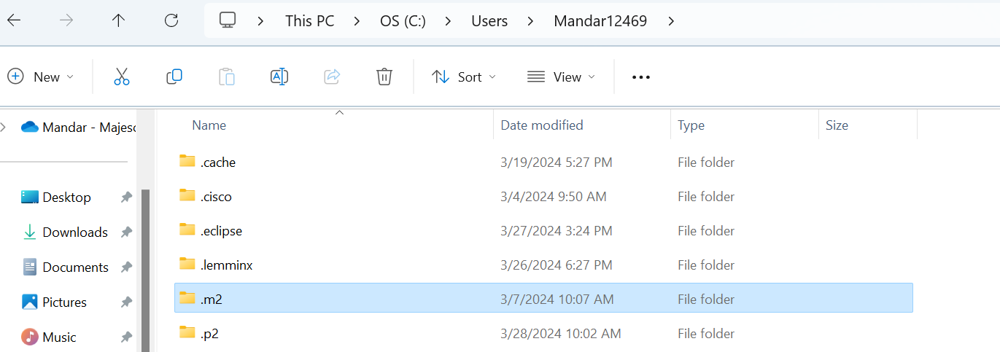 This PC > OS (C:) > Users > Mandar12469 >
New Sort View
Mandar - Majesc
Name Date modified Type Size
.cache 3/19/2024 5:27 PM File folder
.cisco 3/4/2024 9:50 AM File folder
Desktop
.eclipse 3/27/2024 3:24 PM File folder
Downloads
.lemminx 3/26/2024 6:27 PM File folder
Documents
.m2 3/7/2024 10:07 AM File folder
Pictures
.p2 3/28/2024 10:02 AM File folder
Music